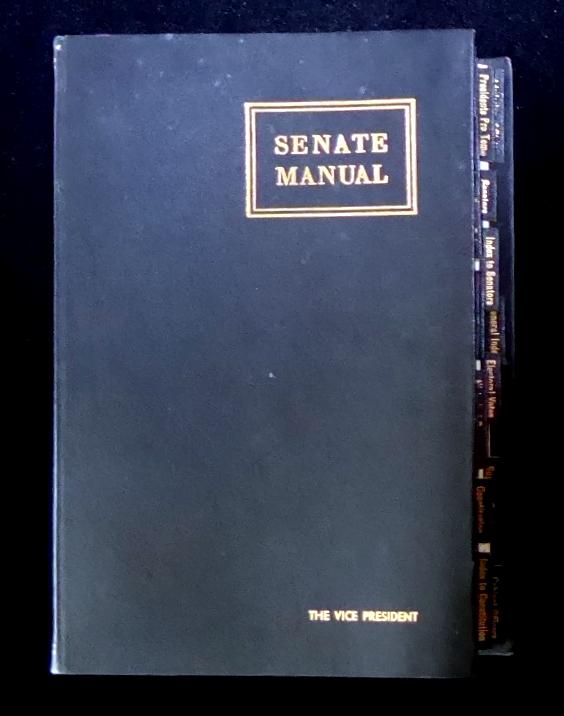 SENATE
MANUAL
THE VICE PRESIDENT
Presidents Pro Tem
Senators
Index to Senators
Electoral Votes
Constitution
Index to Constitution